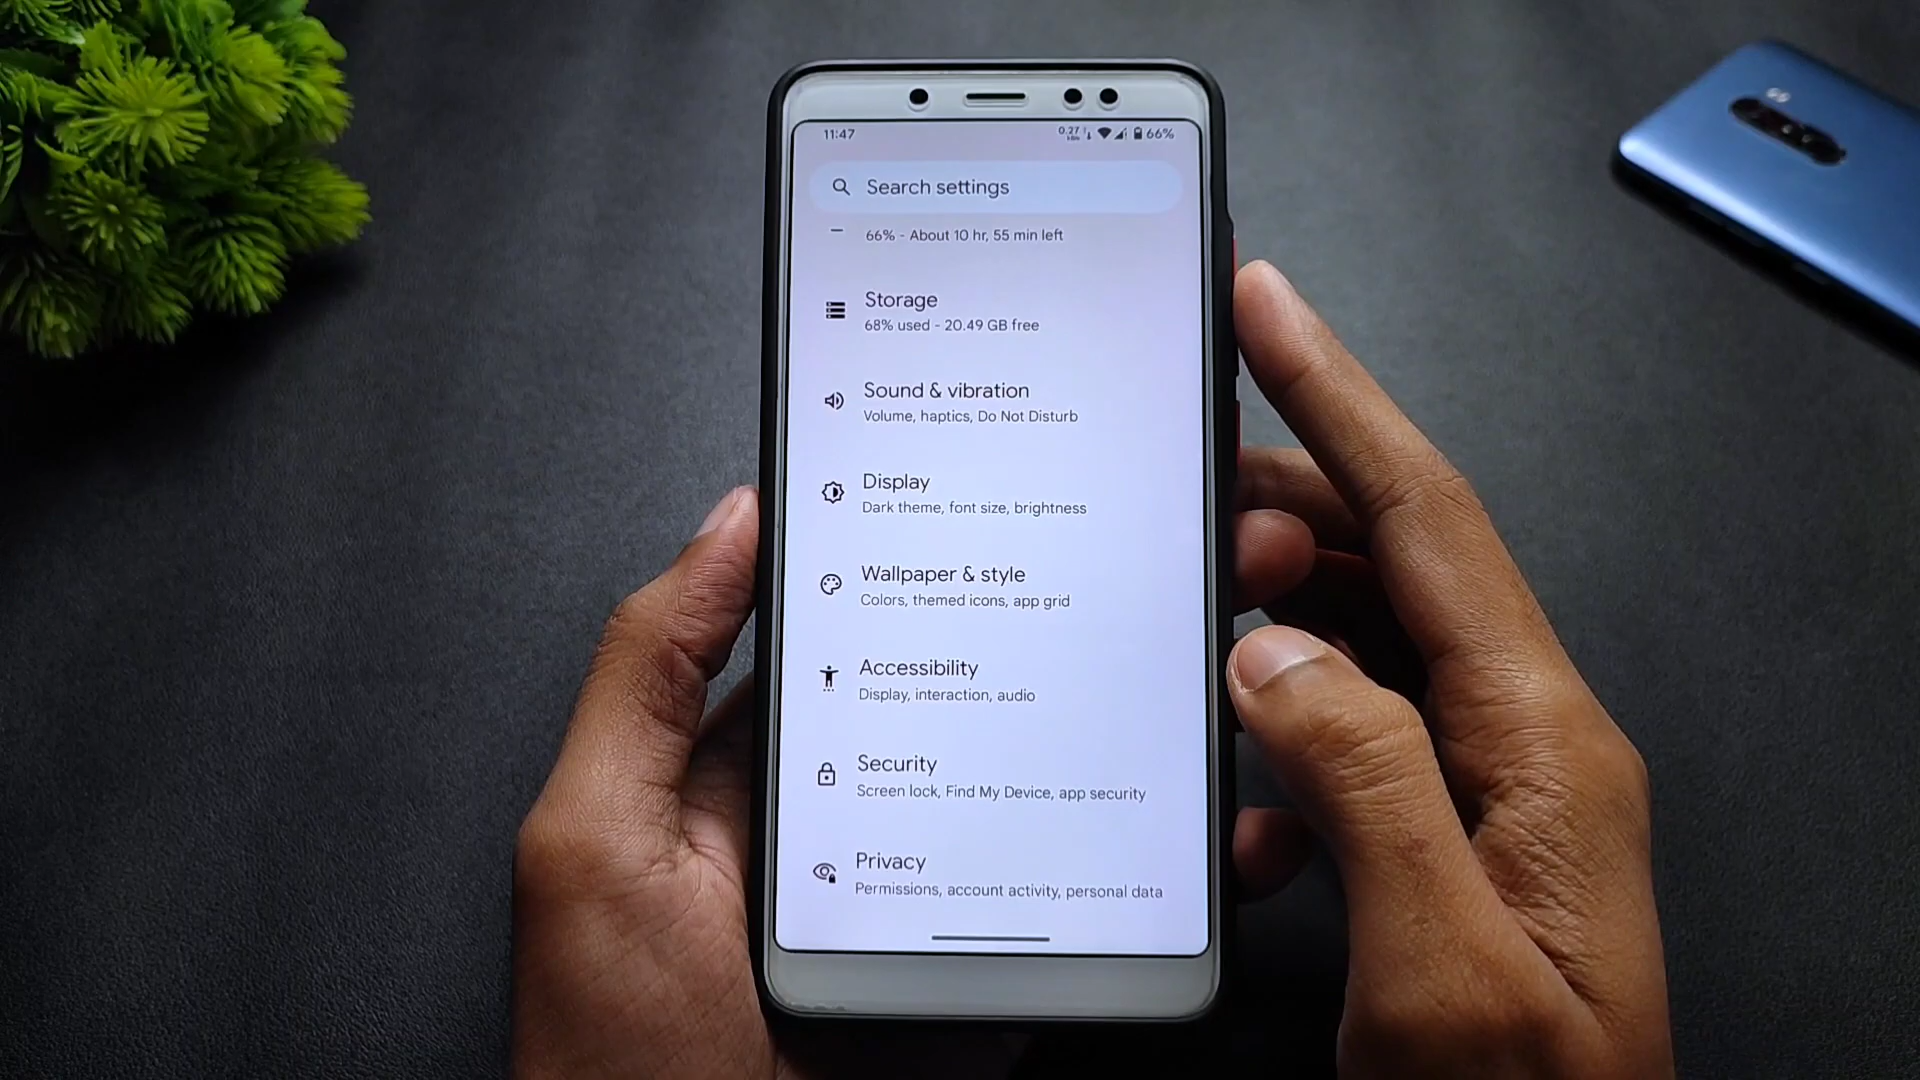 11:47
0.27
66%
Search settings
66% - About 10 hr, 55 min left
Storage
68% used - 20.49 GB free
Sound & vibration
Volume, haptics, Do Not Disturb
Display
Dark theme, font size, brightness
Wallpaper & style
Colors, themed icons, app grid
Accessibility
Display, interaction, audio
Security
Screen lock, Find My Device, app security
Privacy
Permissions, account activity, personal data